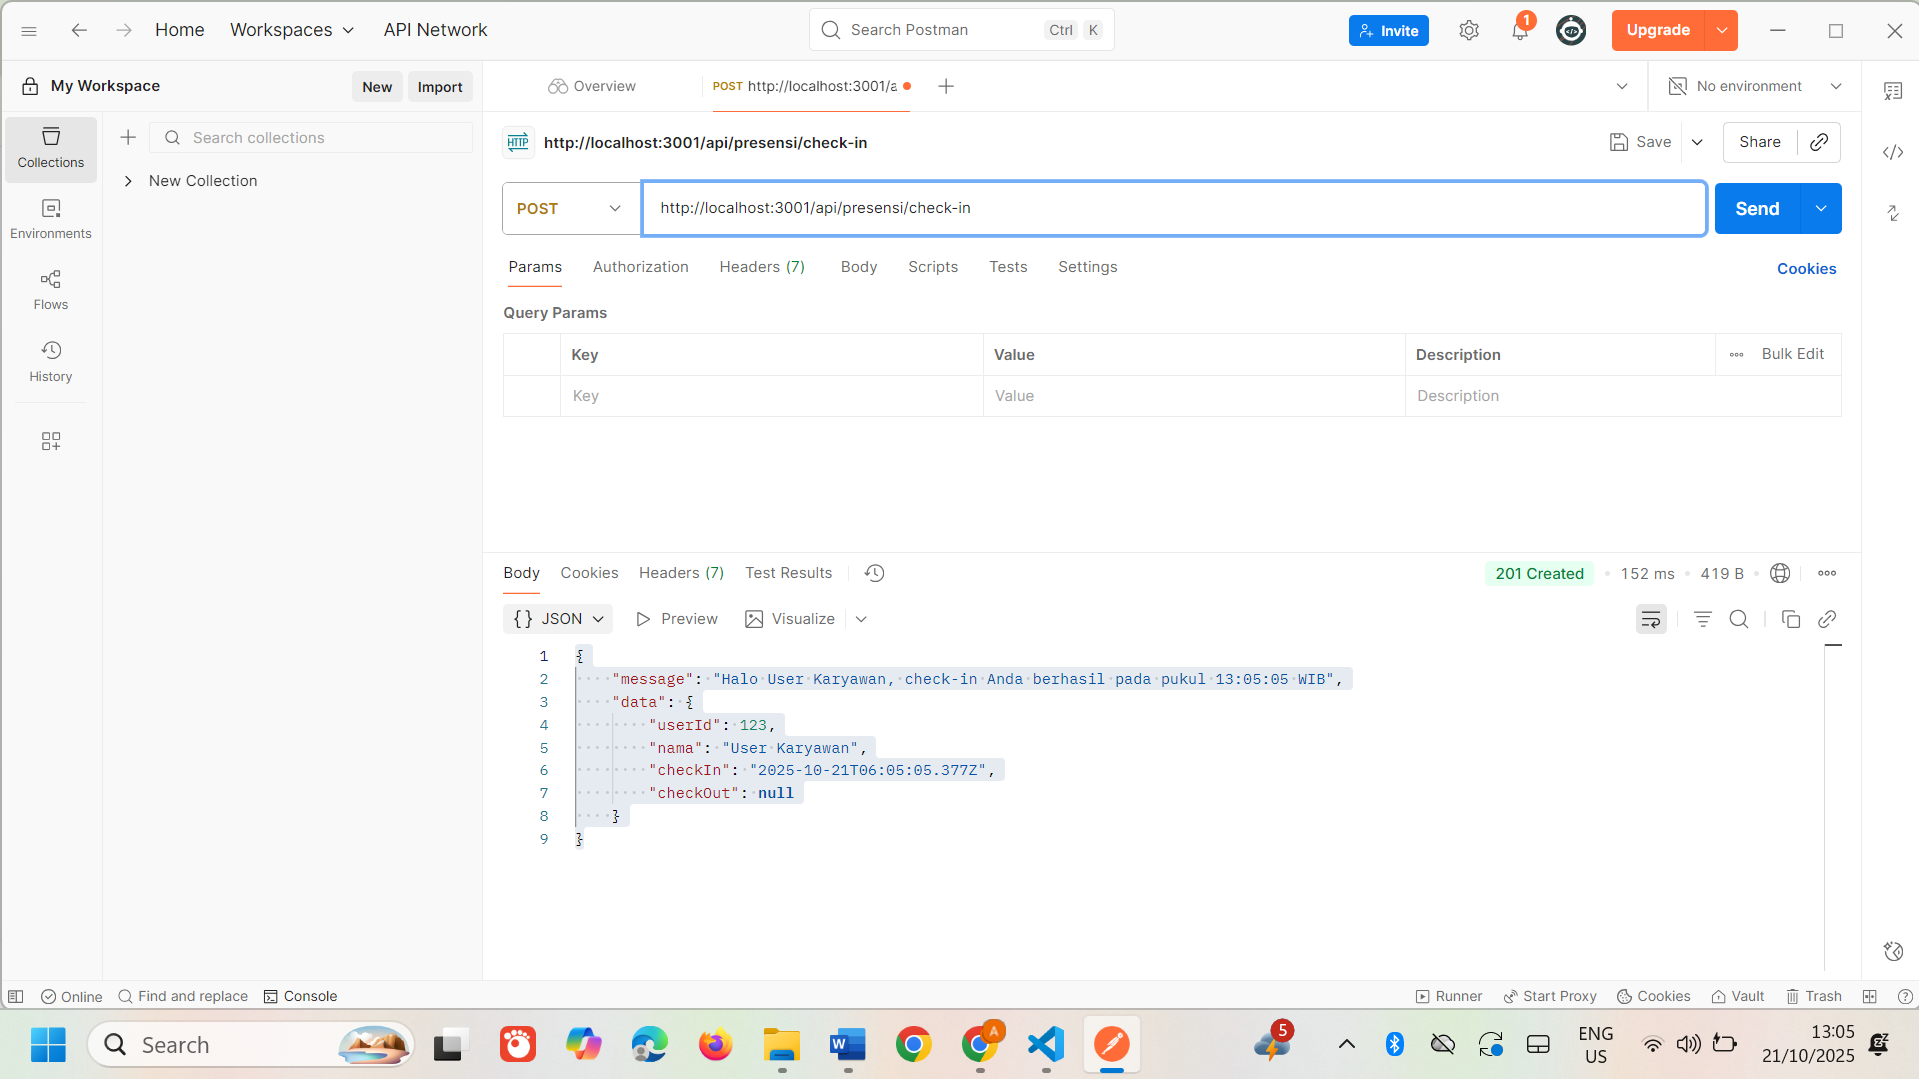 Home
Workspaces
API Network
Search Postman
Ctrl
K
Invite
1
Upgrade
My Workspace
New
Import
Overview
POST http://localhost:3001/a
No environment
Collections
Search collections
New Collection
Environments
Flows
History
HTTP
http://localhost:3001/api/presensi/check-in
Save
Share
POST
http://localhost:3001/api/presensi/check-in
Send
Params
Authorization
Headers (7)
Body
Scripts
Tests
Settings
Cookies
Query Params
Key
Value
Description
Bulk Edit
Key
Value
Description
Body
Cookies
Headers (7)
Test Results
201 Created
152 ms
419 B
{} JSON
Preview
Visualize
1 {
2 "message": "Halo User Karyawan, check-in Anda berhasil pada pukul 13:05:05 WIB",
3 "data": {
4 "userId": 123,
5 "nama": "User Karyawan",
6 "checkIn": "2025-10-21T06:05:05.377Z",
7 "checkOut": null
8 }
9 }
Online
Find and replace
Console
Runner
Start Proxy
Cookies
Vault
Trash
Search
A
W
5
ENG
US
13:05
21/10/2025